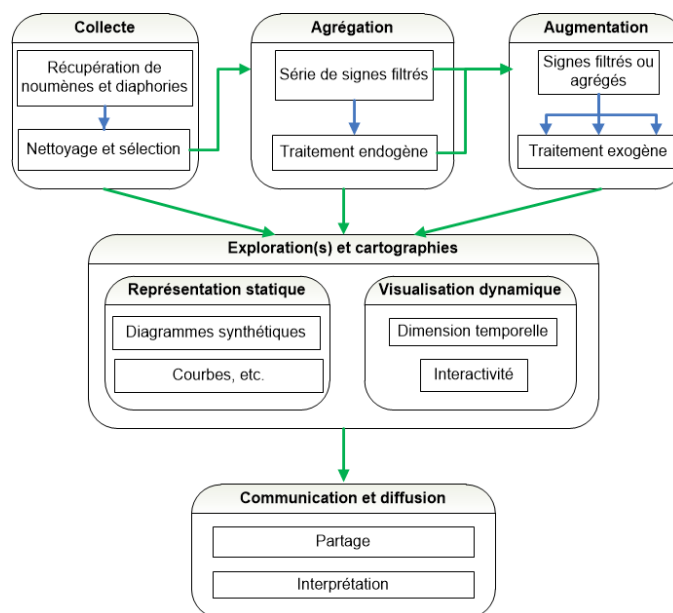 Collecte
Récupération de
noumènes et diaphories
Nettoyage et sélection
Agrégation
Série de signes filtrés
Traitement endogène
Augmentation
Signes filtrés ou
agrégés
Traitement exogène
Exploration(s) et cartographies
Représentation statique
Diagrammes synthétiques
Courbes, etc.
Visualisation dynamique
Dimension temporelle
Interactivité
Communication et diffusion
Partage
Interprétation